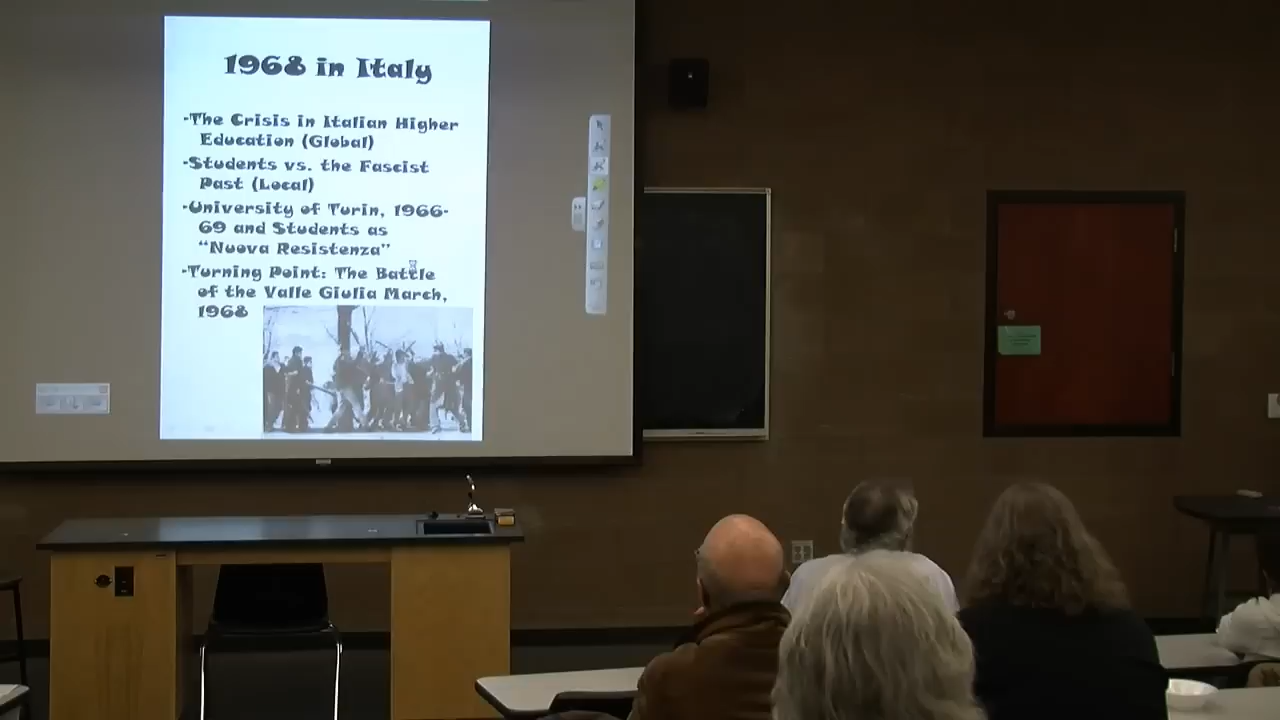 1968 in Italy
-The Crisis in Italian Higher
Education (Global)
-Students vs. the Fascist
Past (Local)
-University of Turin, 1966-
69 and Students as
“Nuova Resistenza”
-Turning Point: The Battle
of the Valle Giulia March,
1968